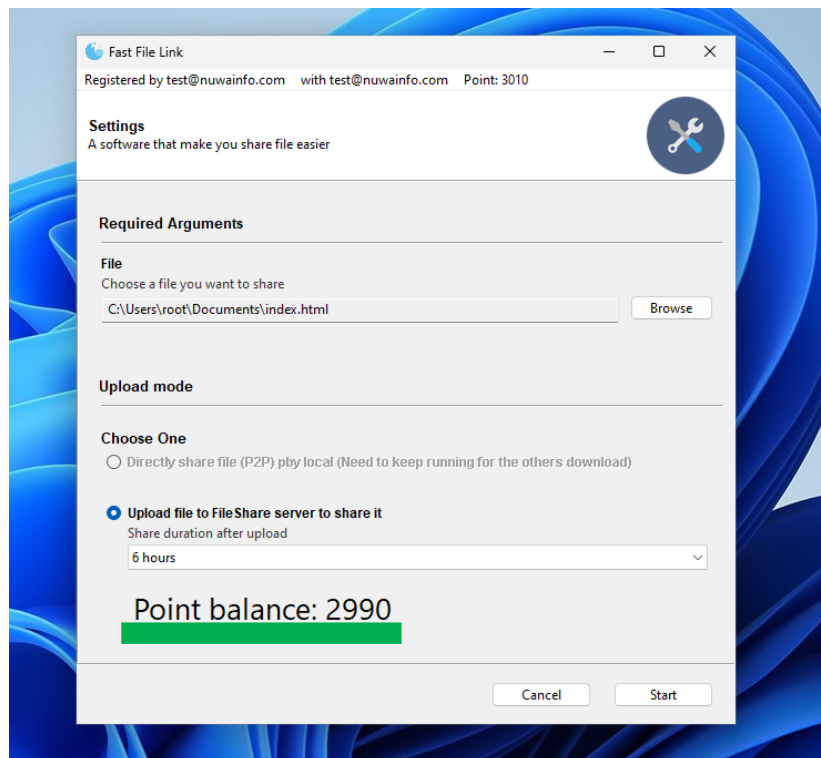 Fast File Link
Registered by test@nuwainfo.com with test@nuwainfo.com Point: 3010
Settings
A software that make you share file easier
Required Arguments
File
Choose a file you want to share
C:\Users\root\Documents\index.html
Browse
Upload mode
Choose One
Directly share file (P2P) pby local (Need to keep running for the others download)
Upload file to FileShare server to share it
Share duration after upload
6 hours
Point balance: 2990
Cancel
Start